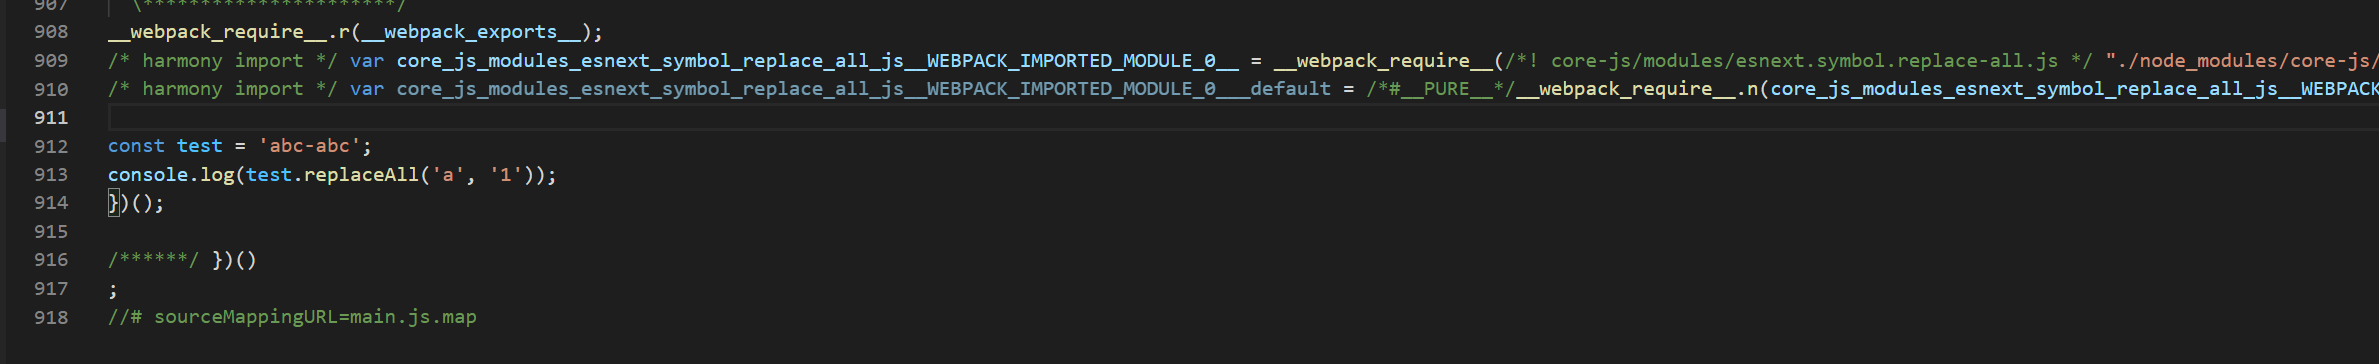 907 \**********************/
908 __webpack_require__.r(__webpack_exports__);
909 /* harmony import */ var core_js_modules_esnext_symbol_replace_all_js__WEBPACK_IMPORTED_MODULE_0__ = __webpack_require__(/*! core-js/modules/esnext.symbol.replace-all.js */ "./node_modules/core-js/
910 /* harmony import */ var core_js_modules_esnext_symbol_replace_all_js__WEBPACK_IMPORTED_MODULE_0___default = /*#__PURE__*/__webpack_require__.n(core_js_modules_esnext_symbol_replace_all_js__WEBPACK
911
912 const test = 'abc-abc';
913 console.log(test.replaceAll('a', '1'));
914 })();
915
916 /******/ })()
917 ;
918 //# sourceMappingURL=main.js.map